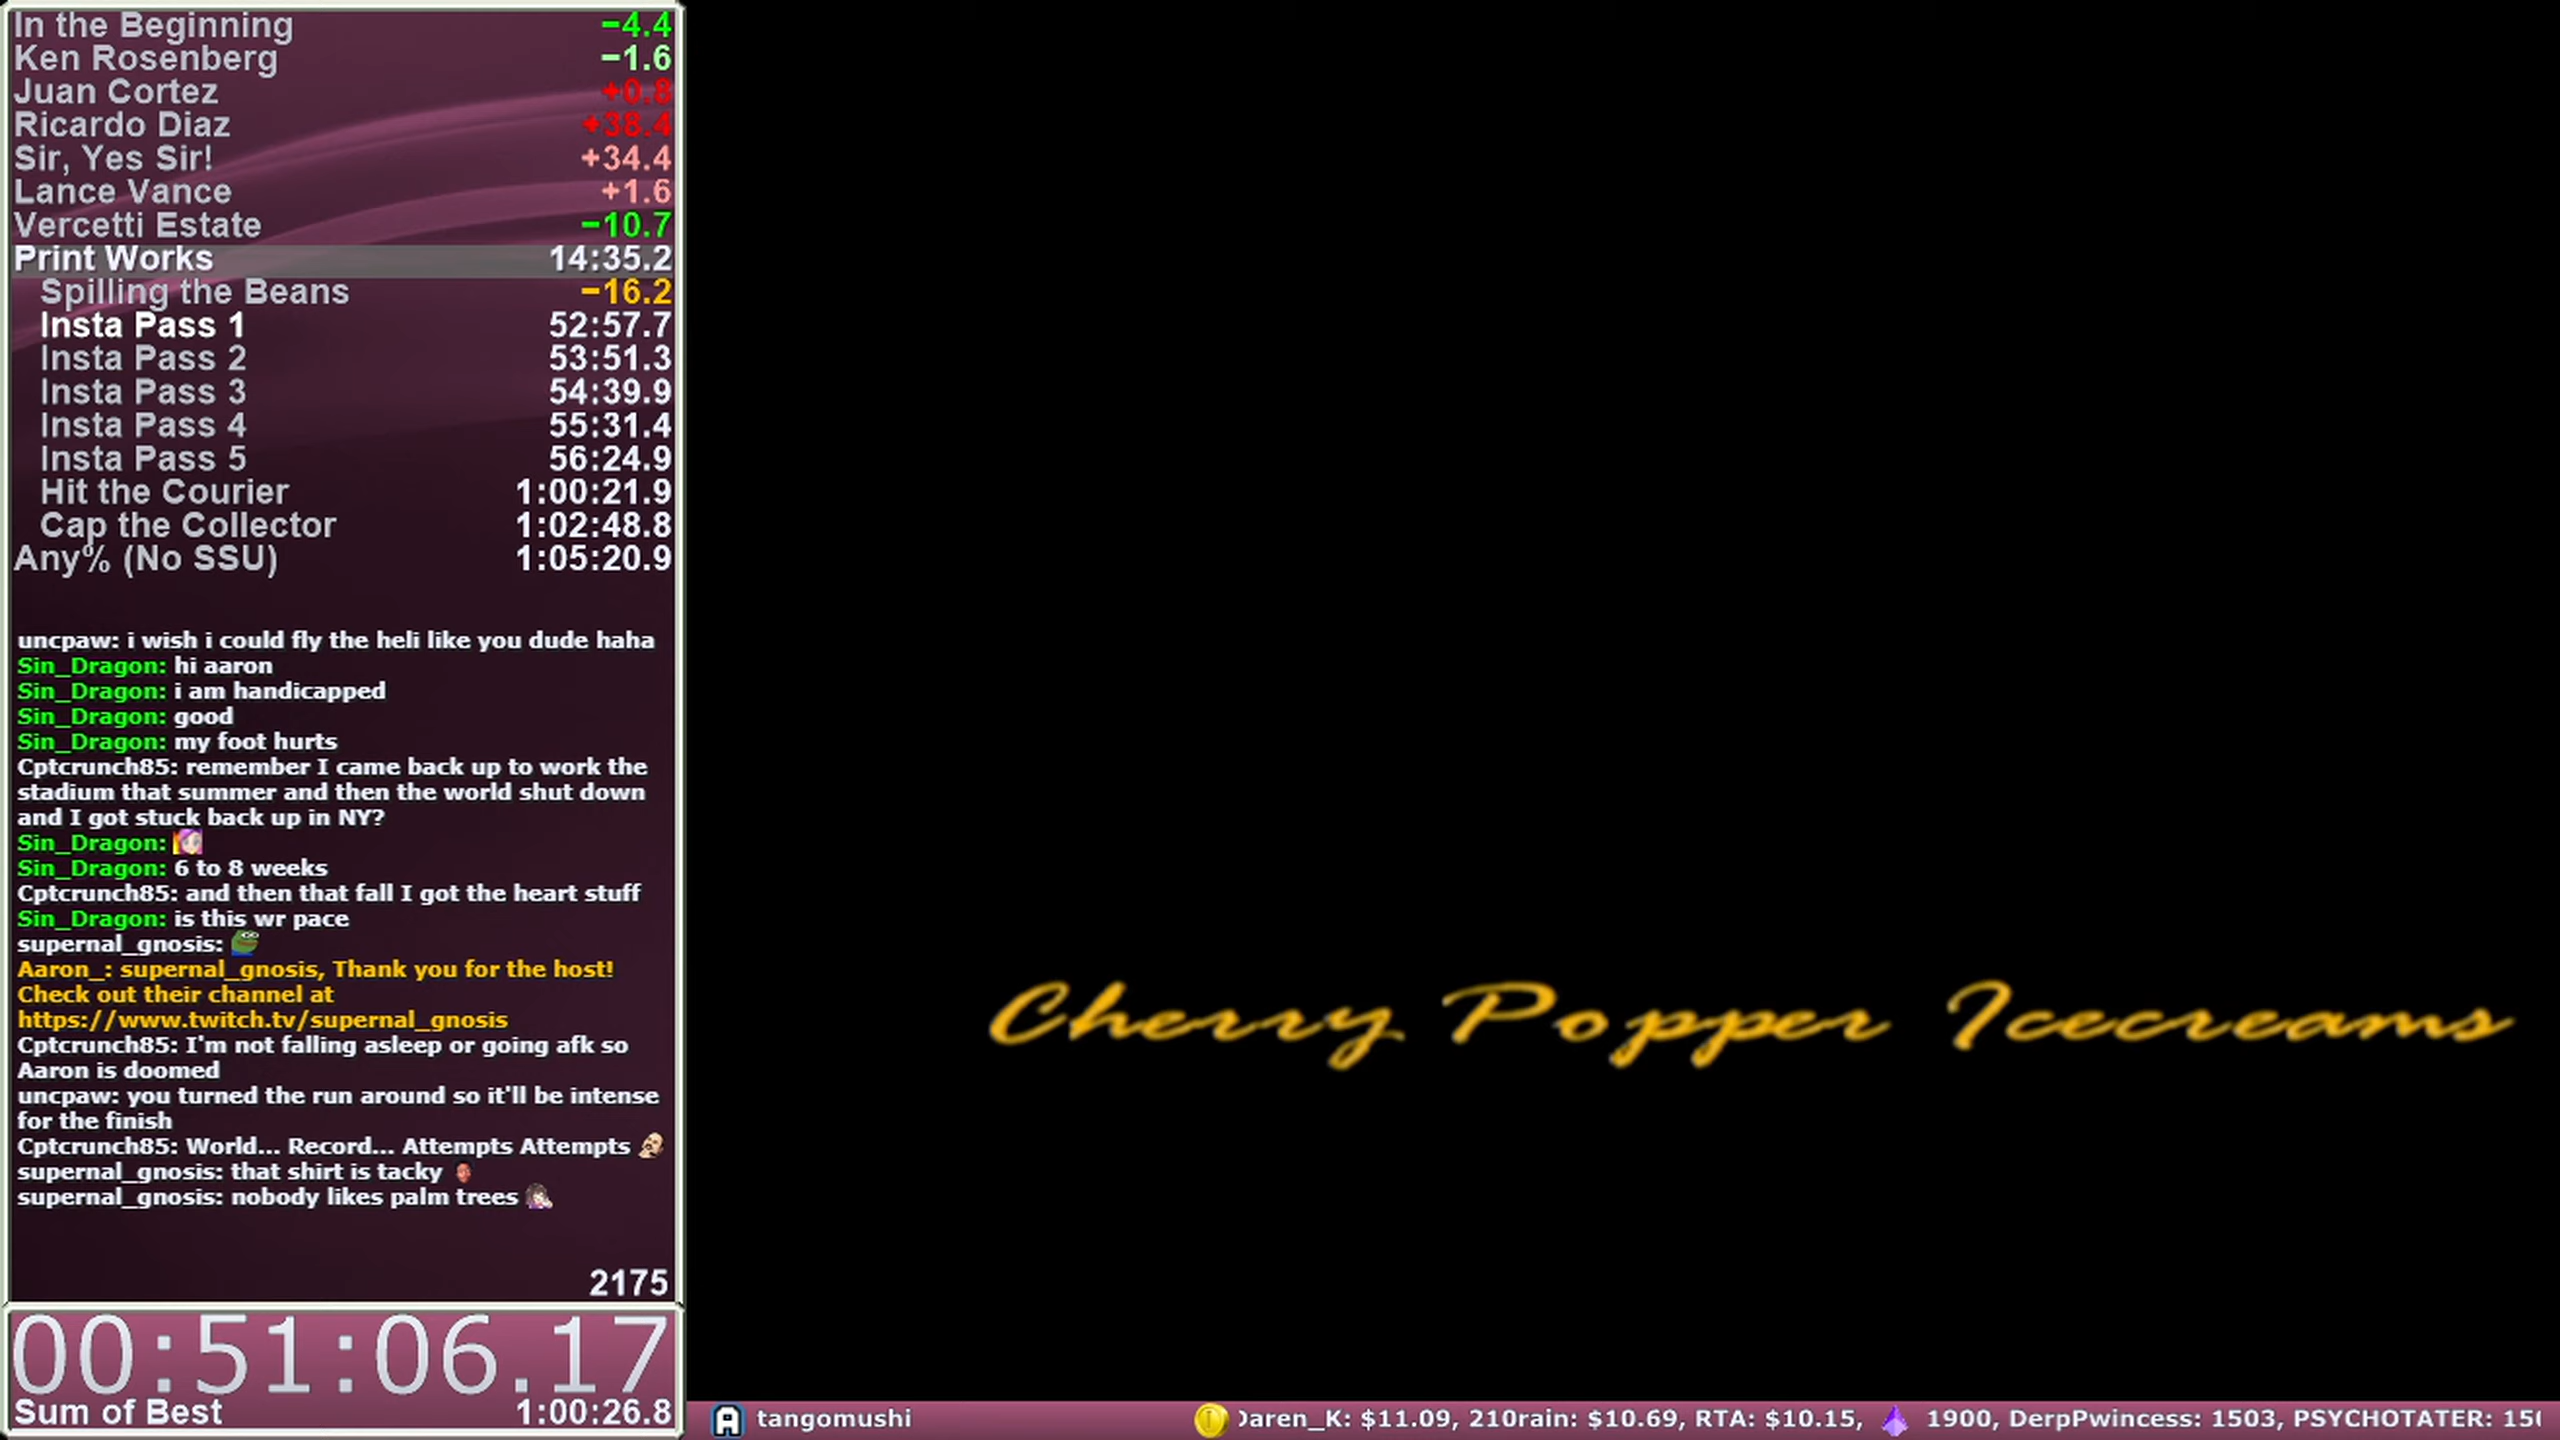 In the Beginning −4.4
Ken Rosenberg −1.6
Juan Cortez +0.8
Ricardo Diaz +38.4
Sir, Yes Sir! +34.4
Lance Vance +1.6
Vercetti Estate −10.7
Print Works 14:35.2
Spilling the Beans −16.2
Insta Pass 1 52:57.7
Insta Pass 2 53:51.3
Insta Pass 3 54:39.9
Insta Pass 4 55:31.4
Insta Pass 5 56:24.9
Hit the Courier 1:00:21.9
Cap the Collector 1:02:48.8
Any% (No SSU) 1:05:20.9
uncpaw: i wish i could fly the heli like you dude haha
Sin_Dragon: hi aaron
Sin_Dragon: i am handicapped
Sin_Dragon: good
Sin_Dragon: my foot hurts
Cptcrunch85: remember I came back up to work the
stadium that summer and then the world shut down
and I got stuck back up in NY?
Sin_Dragon:
Sin_Dragon: 6 to 8 weeks
Cptcrunch85: and then that fall I got the heart stuff
Sin_Dragon: is this wr pace
supernal_gnosis:
Aaron_: supernal_gnosis, Thank you for the host!
Check out their channel at
https://www.twitch.tv/supernal_gnosis
Cptcrunch85: I'm not falling asleep or going afk so
Aaron is doomed
uncpaw: you turned the run around so it'll be intense
for the finish
Cptcrunch85: World... Record... Attempts Attempts
supernal_gnosis: that shirt is tacky
supernal_gnosis: nobody likes palm trees
2175
00:51:06.17
Sum of Best 1:00:26.8
Cherry Popper Icecreams
A tangomushi
Daren_K: $11.09, 210rain: $10.69, RTA: $10.15, 1900, DerpPwincess: 1503, PSYCHOTATER: